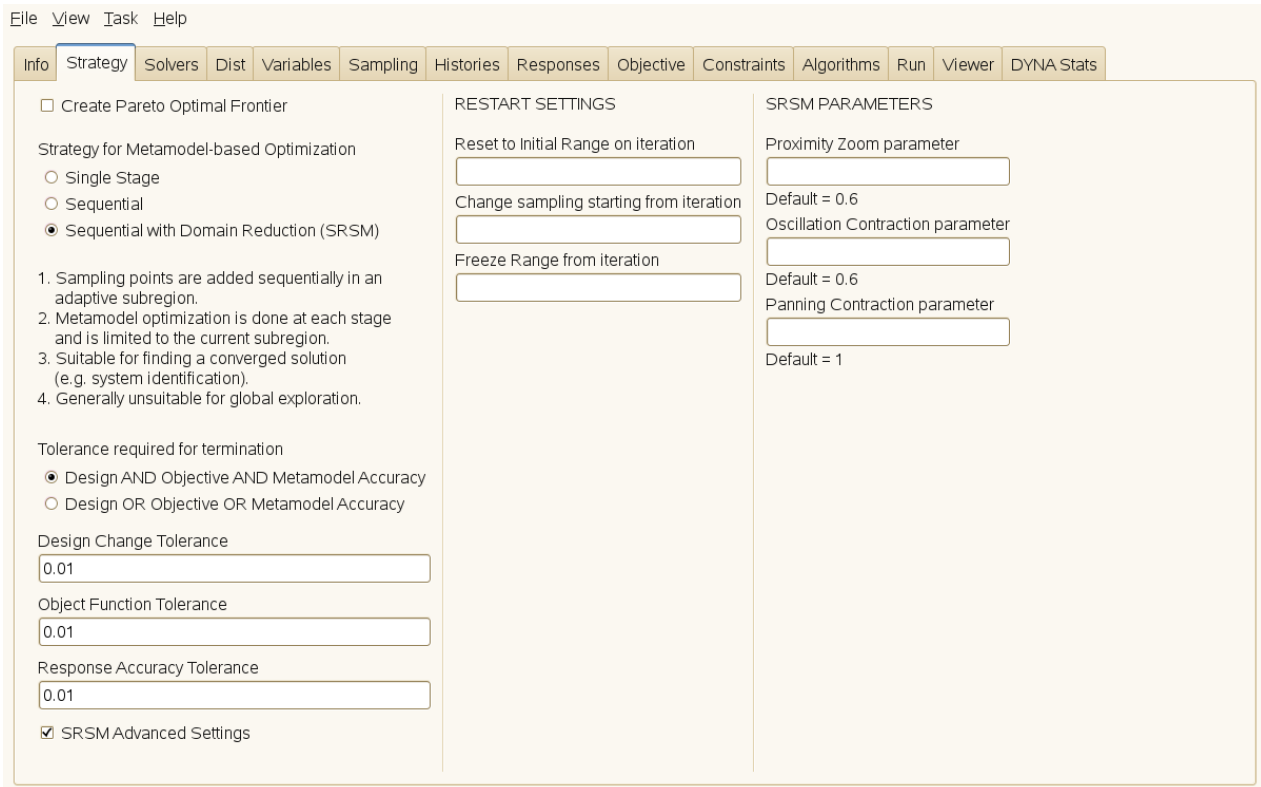 File View Task Help
Info Strategy Solvers Dist Variables Sampling Histories Responses Objective Constraints Algorithms Run Viewer DYNA Stats
Create Pareto Optimal Frontier
Strategy for Metamodel-based Optimization
Single Stage
Sequential
Sequential with Domain Reduction (SRSM)
1. Sampling points are added sequentially in an
adaptive subregion.
2. Metamodel optimization is done at each stage
and is limited to the current subregion.
3. Suitable for finding a converged solution
(e.g. system identification).
4. Generally unsuitable for global exploration.
Tolerance required for termination
Design AND Objective AND Metamodel Accuracy
Design OR Objective OR Metamodel Accuracy
Design Change Tolerance
0.01
Object Function Tolerance
0.01
Response Accuracy Tolerance
0.01
SRSM Advanced Settings
RESTART SETTINGS
Reset to Initial Range on iteration
Change sampling starting from iteration
Freeze Range from iteration
SRSM PARAMETERS
Proximity Zoom parameter
Default = 0.6
Oscillation Contraction parameter
Default = 0.6
Panning Contraction parameter
Default = 1